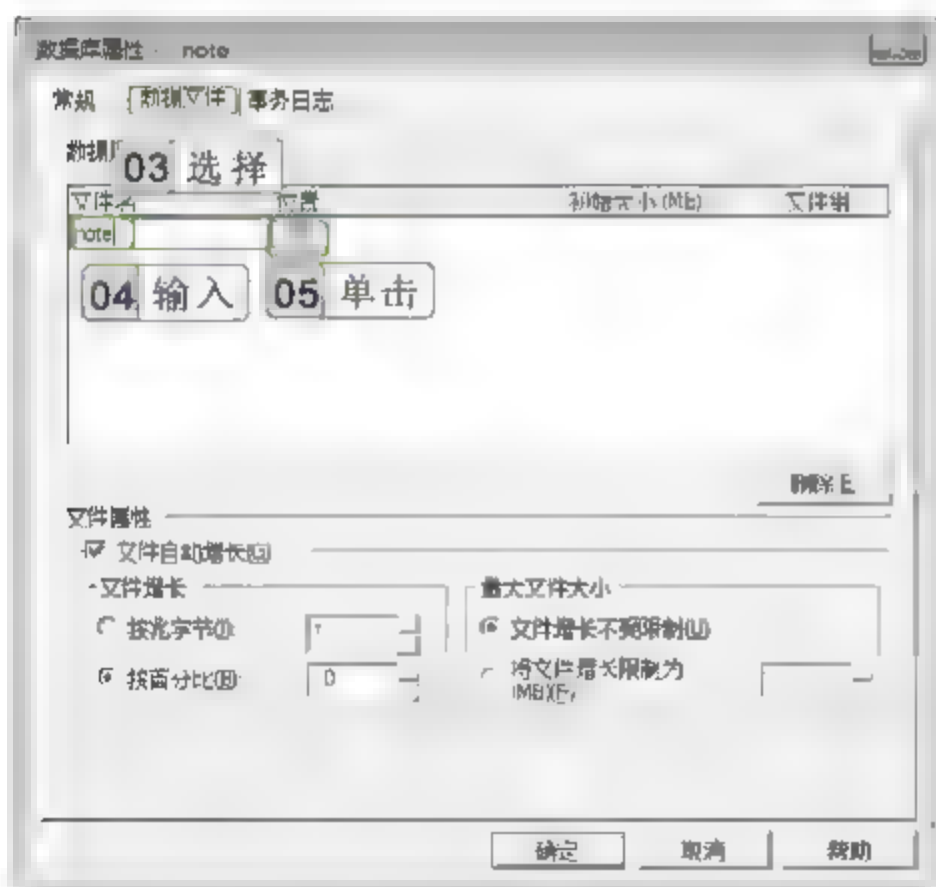 数据库属性 - note
常规 数据文件 事务日志
03 选择
文件名 位置 初始大小(MB) 文件组
note
04 输入 05 单击
删除
文件属性
文件自动增长(G)
文件增长 最大文件大小
按兆字节(I): 文件增长不受限制(U)
按百分比(B): 将文件增长限制为
(MB)(F)
确定 取消 帮助